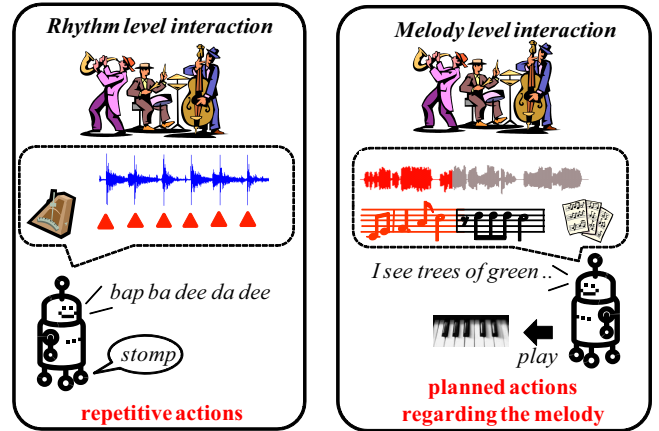 Rhythm level interaction
bap ba dee da dee
stomp
repetitive actions
Melody level interaction
I see trees of green ..
play
planned actions
regarding the melody